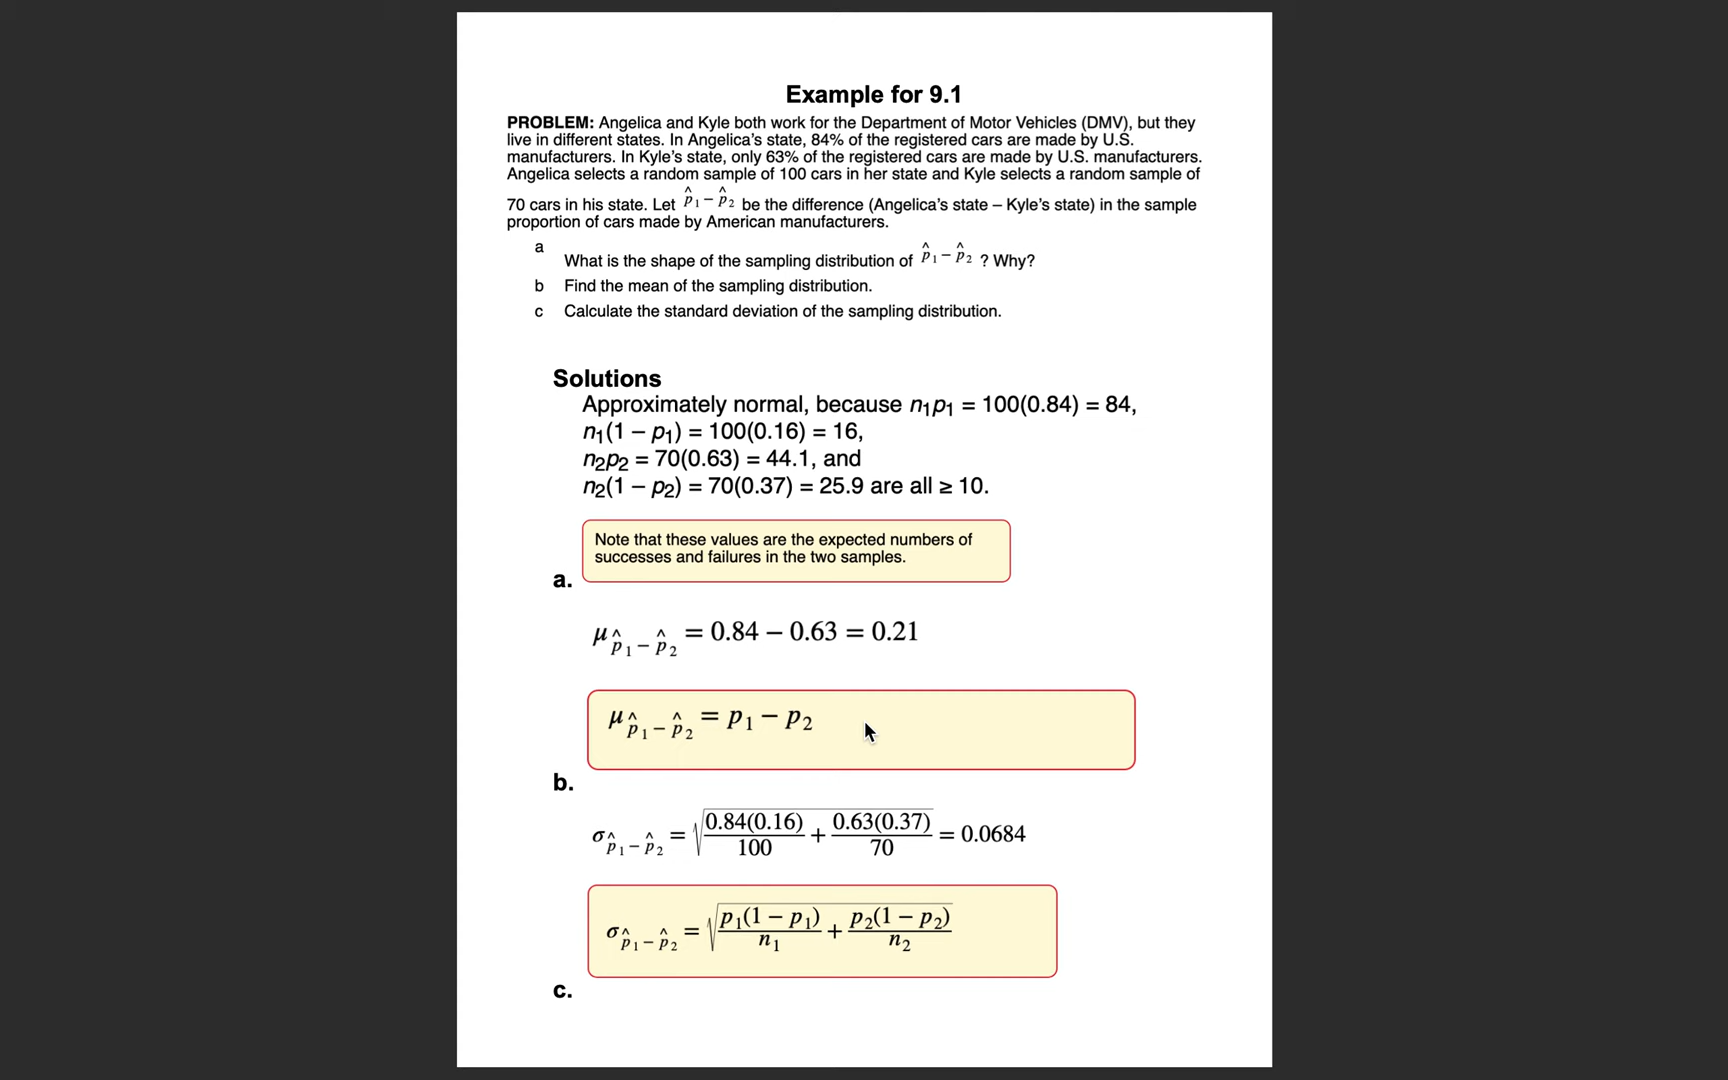 Example for 9.1
PROBLEM: Angelica and Kyle both work for the Department of Motor Vehicles (DMV), but they
live in different states. In Angelica's state, 84% of the registered cars are made by U.S.
manufacturers. In Kyle's state, only 63% of the registered cars are made by U.S. manufacturers.
Angelica selects a random sample of 100 cars in her state and Kyle selects a random sample of
70 cars in his state. Let p̂₁ − p̂₂ be the difference (Angelica's state – Kyle's state) in the sample
proportion of cars made by American manufacturers.
a What is the shape of the sampling distribution of p̂₁ − p̂₂ ? Why?
b Find the mean of the sampling distribution.
c Calculate the standard deviation of the sampling distribution.
Solutions
Approximately normal, because n₁p₁ = 100(0.84) = 84,
n₁(1 – p₁) = 100(0.16) = 16,
n₂p₂ = 70(0.63) = 44.1, and
n₂(1 – p₂) = 70(0.37) = 25.9 are all ≥ 10.
Note that these values are the expected numbers of
successes and failures in the two samples.
a.
μ p̂₁ − p̂₂ = 0.84 − 0.63 = 0.21
μ p̂₁ − p̂₂ = p₁ − p₂
b.
σ p̂₁ − p̂₂ = √(0.84(0.16)/100 + 0.63(0.37)/70) = 0.0684
σ p̂₁ − p̂₂ = √(p₁(1 − p₁)/n₁ + p₂(1 − p₂)/n₂)
c.